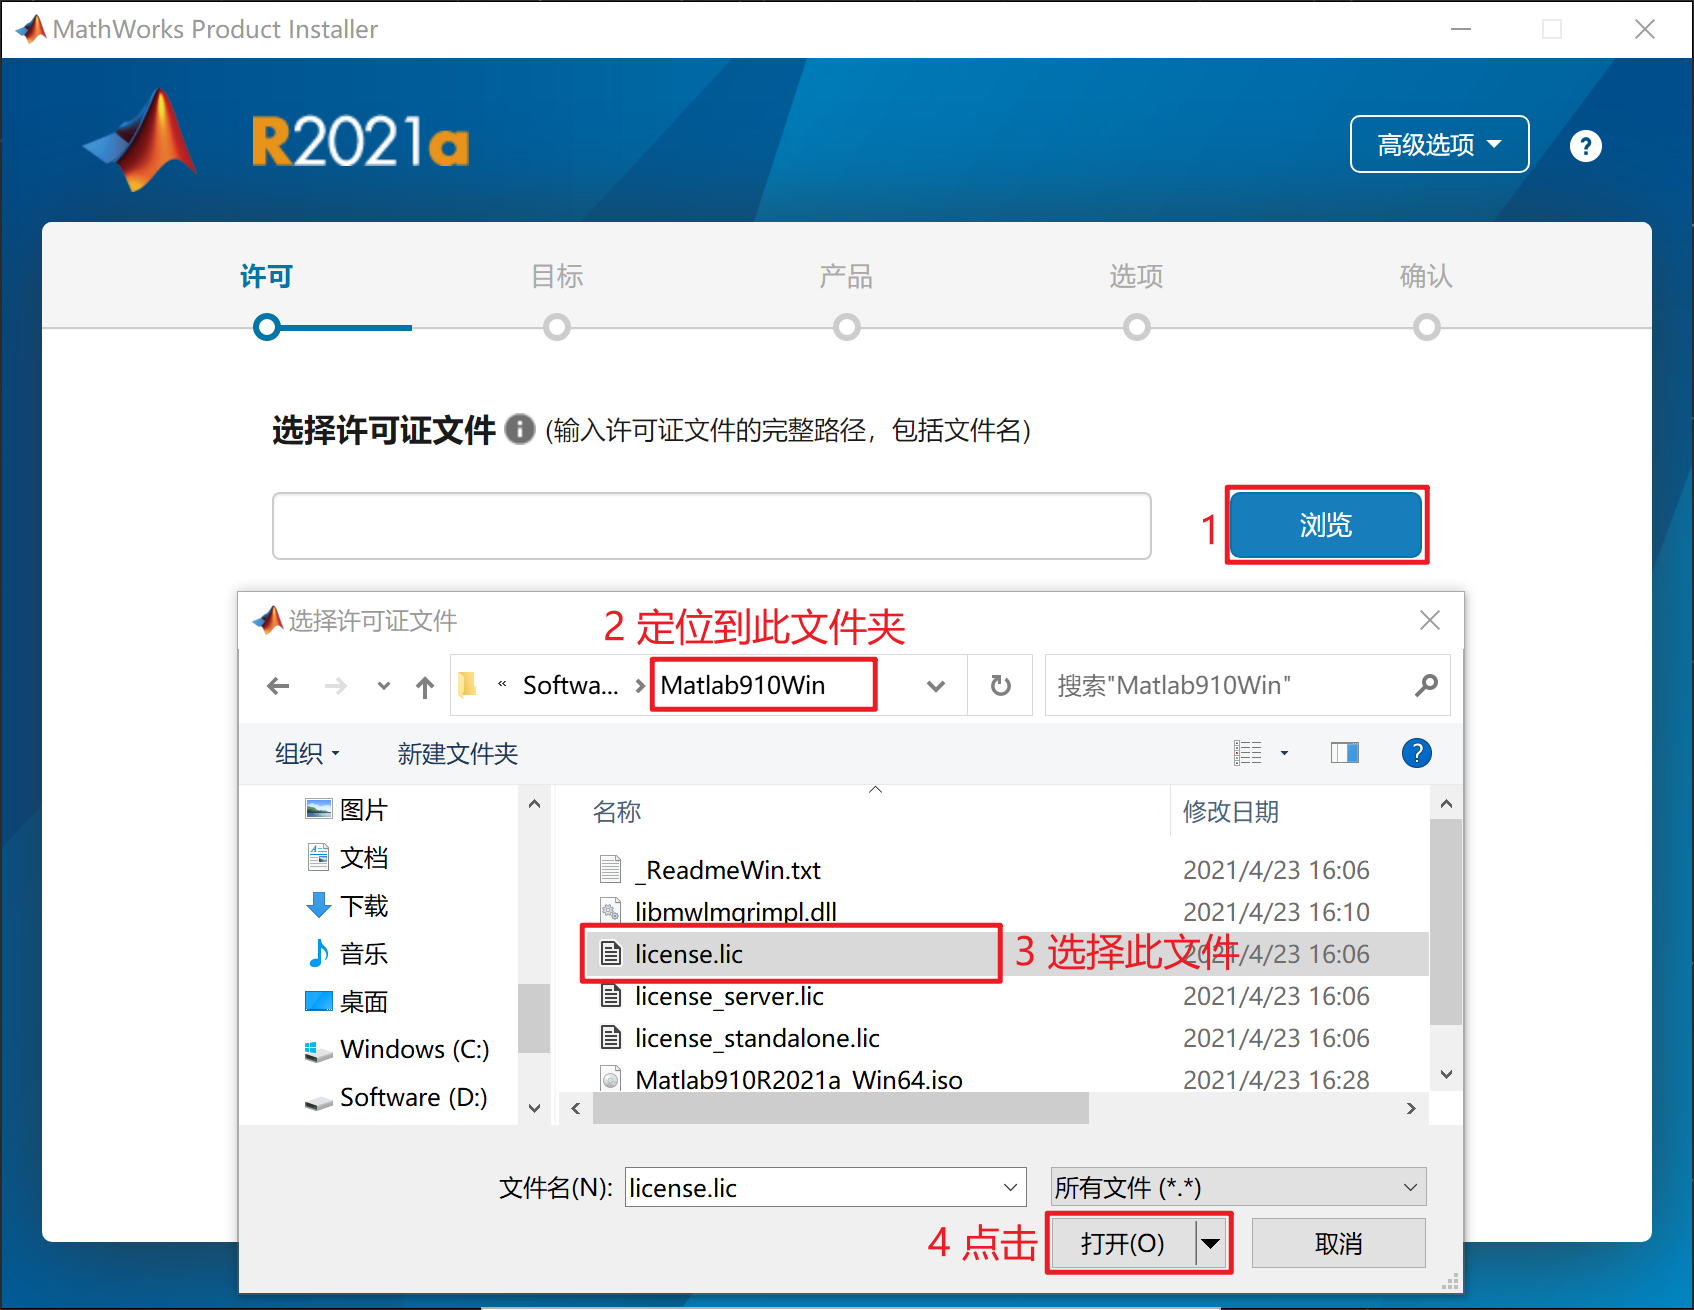 MathWorks Product Installer
R2021a
高级选项
?
许可
目标
产品
选项
确认
选择许可证文件 (输入许可证文件的完整路径，包括文件名)
1
浏览
选择许可证文件
2 定位到此文件夹
« Softwa... > Matlab910Win
搜索"Matlab910Win"
组织
新建文件夹
?
图片
文档
下载
音乐
桌面
Windows (C:)
Software (D:)
名称
修改日期
_ReadmeWin.txt
2021/4/23 16:06
libmwlmgrimpl.dll
2021/4/23 16:10
license.lic
3 选择此文件
2021/4/23 16:06
license_server.lic
2021/4/23 16:06
license_standalone.lic
2021/4/23 16:06
Matlab910R2021a_Win64.iso
2021/4/23 16:28
文件名(N):
license.lic
所有文件 (*.*)
4 点击
打开(O)
取消